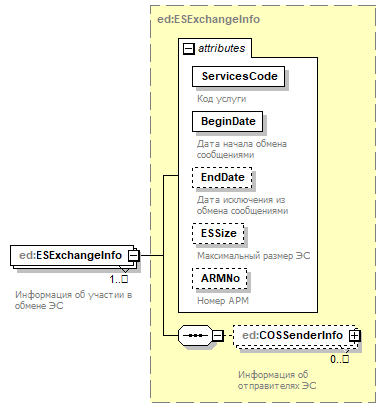 ed:ESExchangeInfo
attributes
ServicesCode
Код услуги
BeginDate
Дата начала обмена
сообщениями
EndDate
Дата исключения из
обмена сообщениями
ESSize
Максимальный размер ЭС
ARMNo
Номер АРМ
ed:ESExchangeInfo
1..
Информация об участии в
обмене ЭС
ed:COSSenderInfo
0..
Информация об
отправителях ЭС